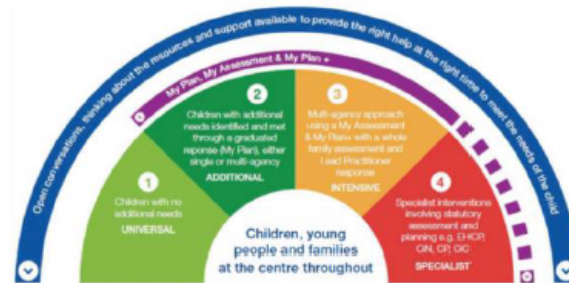 Open conversations, thinking about the resources and support available to provide the right help at the right time to meet the needs of the child
My Plan, My Assessment & My Plan +
1
Children with no
additional needs
UNIVERSAL
2
Children with additional
needs identified and met
through a graduated
reponse (My Plan), either
single or multi-agency
ADDITIONAL
3
Multi-agency approach
using a My Assessment
& My Plan+ with a whole
family assessment and
Lead Practitioner
response
INTENSIVE
4
Specialist interventions
involving statutory
assessment and
planning e.g. EHCP,
CiN, CP, CiC
SPECIALIST
Children, young
people and families
at the centre throughout